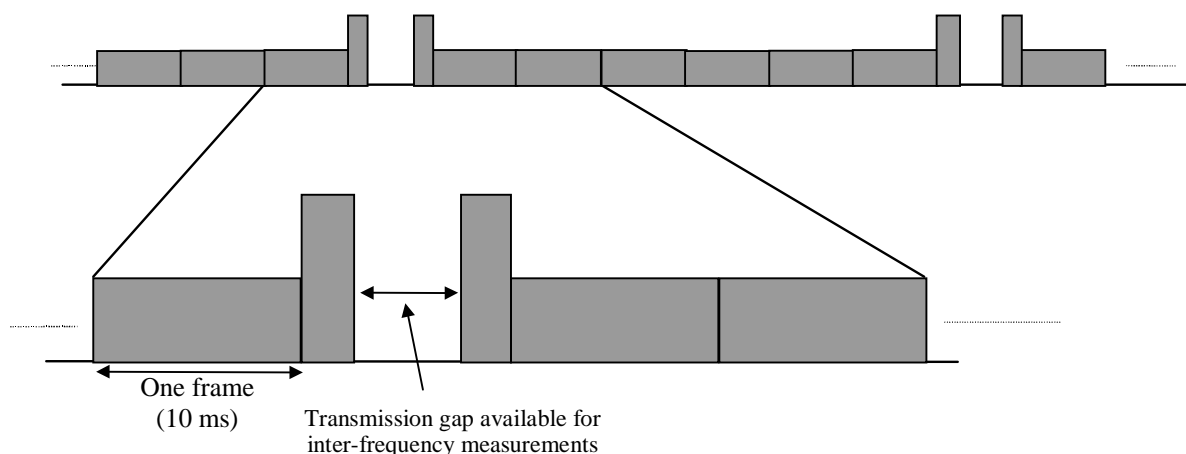 One frame
(10 ms)
Transmission gap available for
inter-frequency measurements